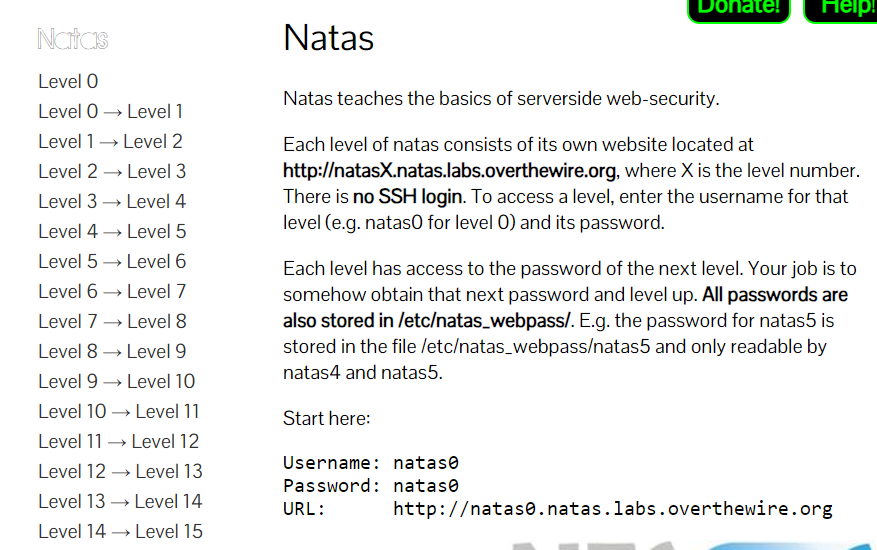 Donate!
Help!
Natas
Level 0
Level 0 → Level 1
Level 1 → Level 2
Level 2 → Level 3
Level 3 → Level 4
Level 4 → Level 5
Level 5 → Level 6
Level 6 → Level 7
Level 7 → Level 8
Level 8 → Level 9
Level 9 → Level 10
Level 10 → Level 11
Level 11 → Level 12
Level 12 → Level 13
Level 13 → Level 14
Level 14 → Level 15
Natas
Natas teaches the basics of serverside web-security.
Each level of natas consists of its own website located at
http://natasX.natas.labs.overthewire.org, where X is the level number.
There is no SSH login. To access a level, enter the username for that
level (e.g. natas0 for level 0) and its password.
Each level has access to the password of the next level. Your job is to
somehow obtain that next password and level up. All passwords are
also stored in /etc/natas_webpass/. E.g. the password for natas5 is
stored in the file /etc/natas_webpass/natas5 and only readable by
natas4 and natas5.
Start here:
Username: natas0
Password: natas0
URL: http://natas0.natas.labs.overthewire.org